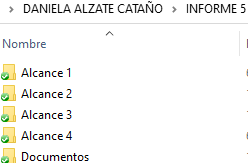 DANIELA ALZATE CATAÑO > INFORME 5
Nombre
Alcance 1
Alcance 2
Alcance 3
Alcance 4
Documentos